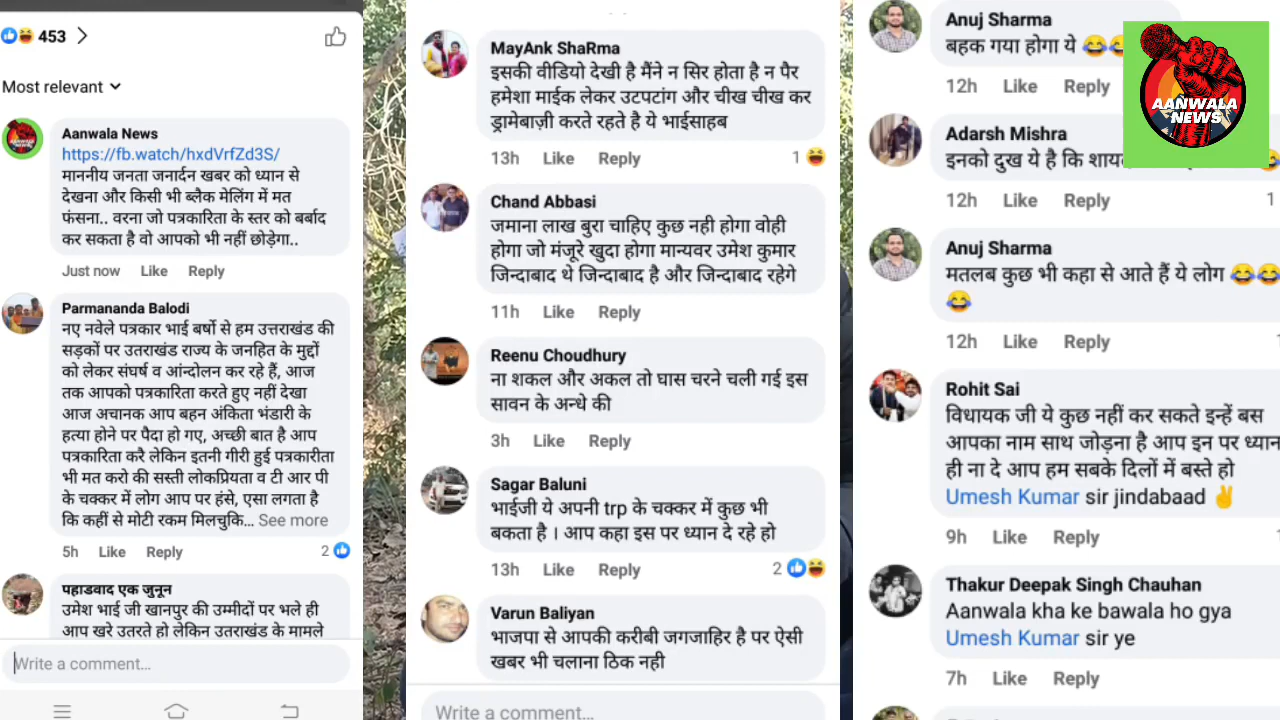 453
Most relevant
Aanwala News
https://fb.watch/hxdVrfZd3S/
माननीय जनता जनार्दन खबर को ध्यान से
देखना और किसी भी ब्लैक मेलिंग में मत
फंसना.. वरना जो पत्रकारिता के स्तर को बर्बाद
कर सकता है वो आपको भी नहीं छोड़ेगा..
Just now Like Reply
Parmananda Balodi
नए नवेले पत्रकार भाई बर्षो से हम उत्तराखंड की
सड़कों पर उतराखंड राज्य के जनहित के मुद्दों
को लेकर संघर्ष व आंन्दोलन कर रहे हैं, आज
तक आपको पत्रकारिता करते हुए नहीं देखा
आज अचानक आप बहन अंकिता भंडारी के
हत्या होने पर पैदा हो गए, अच्छी बात है आप
पत्रकारिता करै लेकिन इतनी गीरी हुई पत्रकारीता
भी मत करो की सस्ती लोकप्रियता व टी आर पी
के चक्कर में लोग आप पर हंसे, एसा लगता है
कि कहीं से मोटी रकम मिलचुकि... See more
5h Like Reply 2
पहाडवाद एक जुनून
उमेश भाई जी खानपुर की उम्मीदों पर भले ही
आप खरे उतरते हो लेकिन उतराखंड के मामले
Write a comment...
MayAnk ShaRma
इसकी वीडियो देखी है मैंने न सिर होता है न पैर
हमेशा माईक लेकर उटपटांग और चीख चीख कर
ड्रामेबाज़ी करते रहते है ये भाईसाहब
13h Like Reply 1
Chand Abbasi
जमाना लाख बुरा चाहिए कुछ नही होगा वोही
होगा जो मंजूरे खुदा होगा मान्यवर उमेश कुमार
जिन्दाबाद थे जिन्दाबाद है और जिन्दाबाद रहेगे
11h Like Reply
Reenu Choudhury
ना शकल और अकल तो घास चरने चली गई इस
सावन के अन्धे की
3h Like Reply
Sagar Baluni
भाईजी ये अपनी trp के चक्कर में कुछ भी
बकता है । आप कहा इस पर ध्यान दे रहे हो
13h Like Reply 2
Varun Baliyan
भाजपा से आपकी करीबी जगजाहिर है पर ऐसी
खबर भी चलाना ठिक नही
Write a comment...
Anuj Sharma
बहक गया होगा ये 😂
12h Like Reply
Adarsh Mishra
इनको दुख ये है कि
12h Like Reply 1
Anuj Sharma
मतलब कुछ भी कहा से आते हैं ये लोग 😂😂
😂
12h Like Reply
Rohit Sai
विधायक जी ये कुछ नहीं कर सकते इन्हें बस
आपका नाम साथ जोड़ना है आप इन पर ध्यान
ही ना दे आप हम सबके दिलों में बस्ते हो
Umesh Kumar sir jindabaad ✌
9h Like Reply
Thakur Deepak Singh Chauhan
Aanwala kha ke bawala ho gya
Umesh Kumar sir ye
7h Like Reply
AANWALA
NEWS